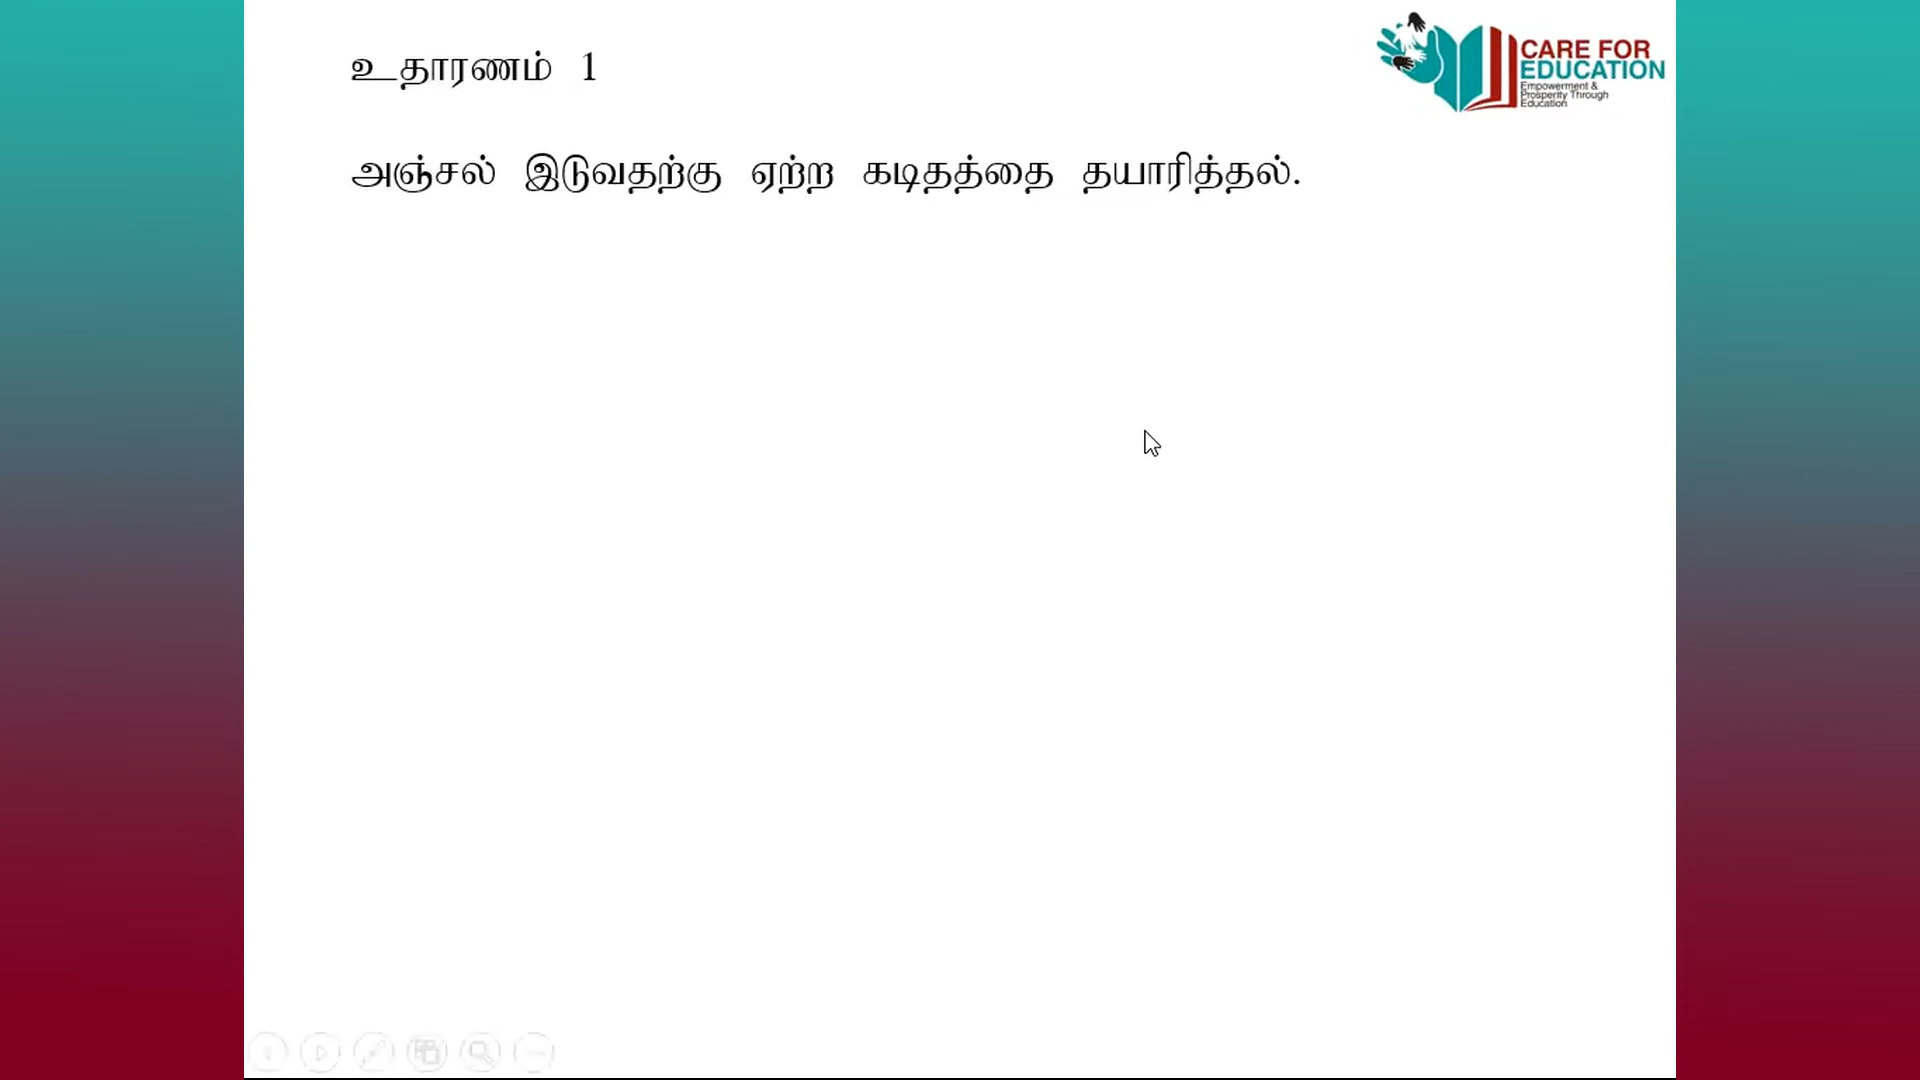 உதாரணம் 1
அஞ்சல் இடுவதற்கு ஏற்ற கடிதத்தை தயாரித்தல்.
CARE FOR
EDUCATION
Empowerment &
Prosperity Through
Education